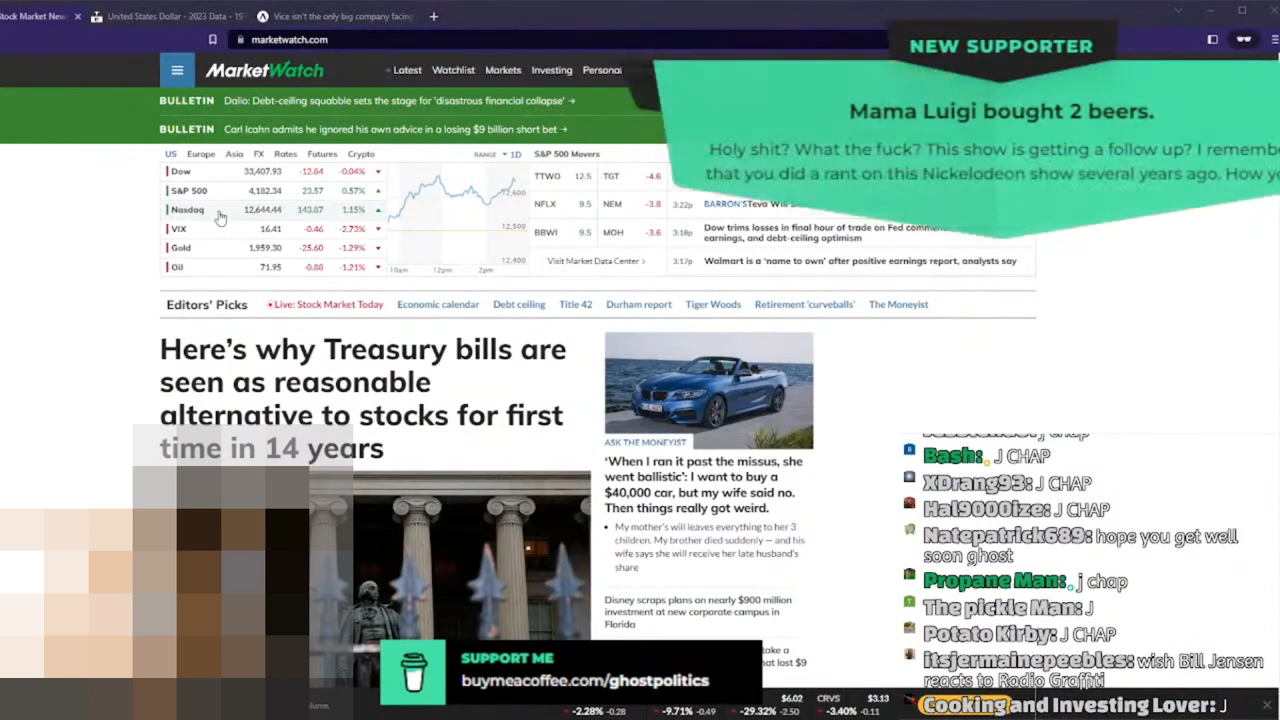 Stock Market New
United States Dollar - 2023 Data - 19
Vice isn't the only big company facing
marketwatch.com
MarketWatch
Latest Watchlist Markets Investing Persona
NEW SUPPORTER
Mama Luigi bought 2 beers.
Holy shit? What the fuck? This show is getting a follow up? I rememb
that you did a rant on this Nickelodeon show several years ago. How yo
BULLETIN Dalio: Debt-ceiling squabble sets the stage for 'disastrous financial collapse' →
BULLETIN Carl Icahn admits he ignored his own advice in a losing $9 billion short bet →
US Europe Asia FX Rates Futures Crypto
RANGE 1D
S&P 500 Movers
Dow 33,407.93 -12.84 -0.04%
S&P 500 4,182.34 23.57 0.57%
Nasdaq 12,644.44 143.87 1.15%
VIX 16.41 -0.46 -2.73%
Gold 1,959.30 -25.60 -1.29%
Oil 71.95 -0.88 -1.21%
12,600
12,500
12,400
10am 12pm 2pm
TTWO 12.5 TGT -4.6
NFLX 9.5 NEM -3.8
BBWI 9.5 MOH -3.6
Visit Market Data Center >
3:22p BARRON'S Teva Wi
3:18p Dow trims losses in final hour of trade on Fed comme
earnings, and debt-ceiling optimism
3:17p Walmart is a 'name to own' after positive earnings report, analysts say
Editors' Picks Live: Stock Market Today Economic calendar Debt ceiling Title 42 Durham report Tiger Woods Retirement 'curveballs' The Moneyist
Here's why Treasury bills are
seen as reasonable
alternative to stocks for first
time in 14 years
ASK THE MONEYIST
'When I ran it past the missus, she
went ballistic': I want to buy a
$40,000 car, but my wife said no.
Then things really got weird.
• My mother's will leaves everything to her 3
children. My brother died suddenly — and his
wife says she will receive her late husband's
share
Disney scraps plans on nearly $900 million
investment at new corporate campus in
Florida
take a
hat lost $9
j chap
Bash: J CHAP
XDrang93: J CHAP
Hal9000ize: J CHAP
Natepatrick689: hope you get well
soon ghost
Propane Man: j chap
The pickle Man: J
Potato Kirby: J CHAP
itsjermainepeebles: wish Bill Jensen
reacts to Radio Graffiti
Cooking and Investing Lover: J
SUPPORT ME
buymeacoffee.com/ghostpolitics
olume.
$6.02 CRVS $3.13
-2.28% -0.28 -9.71% -0.49 -29.32% -2.50 -3.40% -0.11